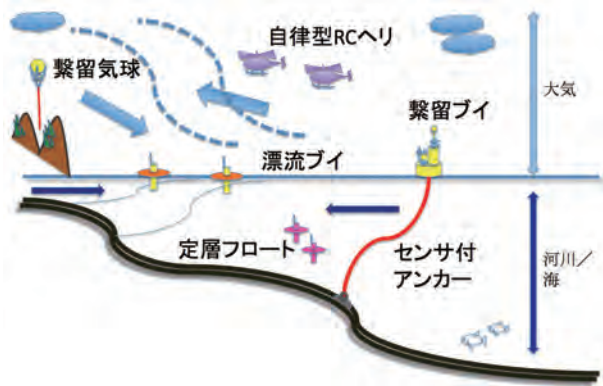 自律型RCヘリ
繋留気球
大気
繋留ブイ
漂流ブイ
定層フロート
センサ付
アンカー
河川／
海